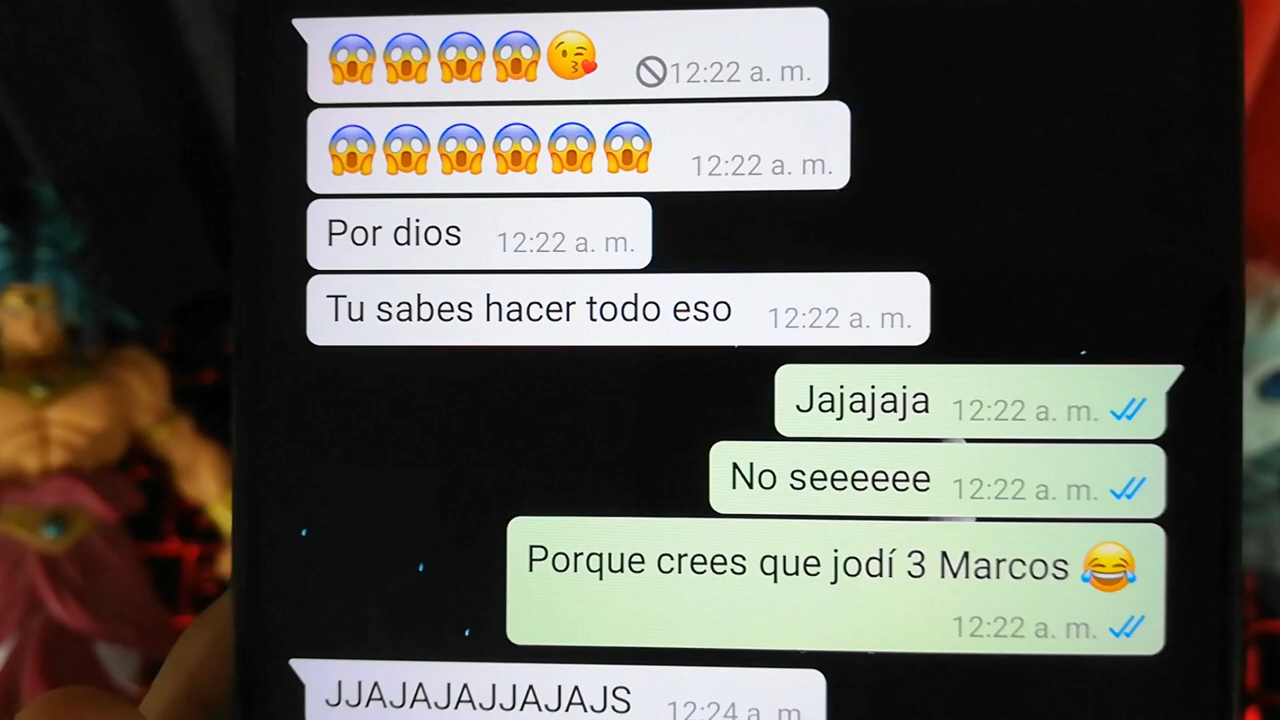 😱😱😱😱😘 🚫12:22 a. m.
😱😱😱😱😱😱 12:22 a. m.
Por dios 12:22 a. m.
Tu sabes hacer todo eso 12:22 a. m.
Jajajaja 12:22 a. m.
No seeeeee 12:22 a. m.
Porque crees que jodí 3 Marcos 😂
12:22 a. m.
JJAJAJAJJAJAJS 12:24 a. m.